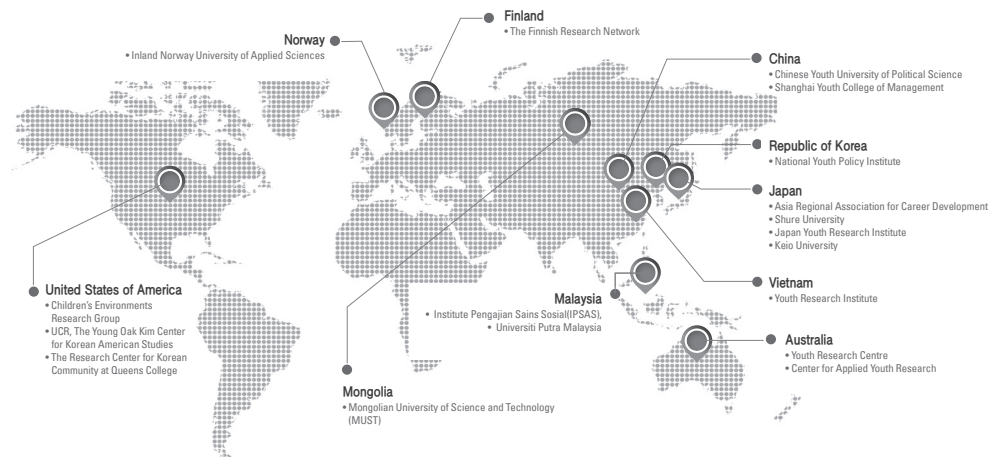 Finland
• The Finnish Research Network
Norway
• Inland Norway University of Applied Sciences
China
• Chinese Youth University of Political Science
• Shanghai Youth College of Management
Republic of Korea
• National Youth Policy Institute
Japan
• Asia Regional Association for Career Development
• Shure University
• Japan Youth Research Institute
• Keio University
United States of America
• Children's Environments
Research Group
• UCR, The Young Oak Kim Center
for Korean American Studies
• The Research Center for Korean
Community at Queens College
Malaysia
• Institute Pengajian Sains Sosial(IPSAS),
• Universiti Putra Malaysia
Vietnam
• Youth Research Institute
Australia
• Youth Research Centre
• Center for Applied Youth Research
Mongolia
• Mongolian University of Science and Technology
(MUST)